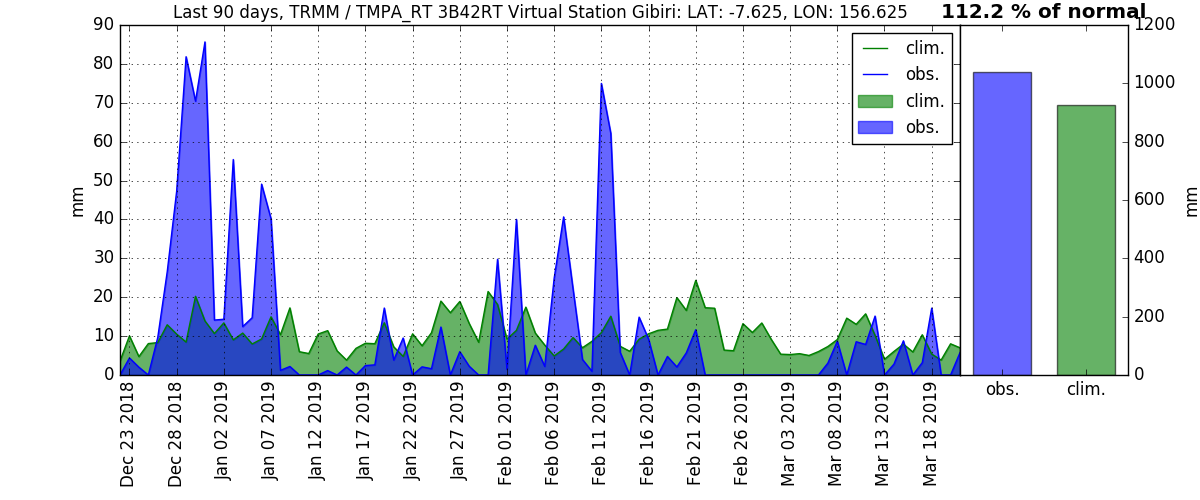 Last 90 days, TRMM / TMPA_RT 3B42RT Virtual Station Gibiri: LAT: -7.625, LON: 156.625
112.2 % of normal
90
80
70
60
50
40
30
20
10
0
mm
clim.
obs.
clim.
obs.
1200
1000
800
600
400
200
0
mm
obs.
clim.
Dec 23 2018
Dec 28 2018
Jan 02 2019
Jan 07 2019
Jan 12 2019
Jan 17 2019
Jan 22 2019
Jan 27 2019
Feb 01 2019
Feb 06 2019
Feb 11 2019
Feb 16 2019
Feb 21 2019
Feb 26 2019
Mar 03 2019
Mar 08 2019
Mar 13 2019
Mar 18 2019